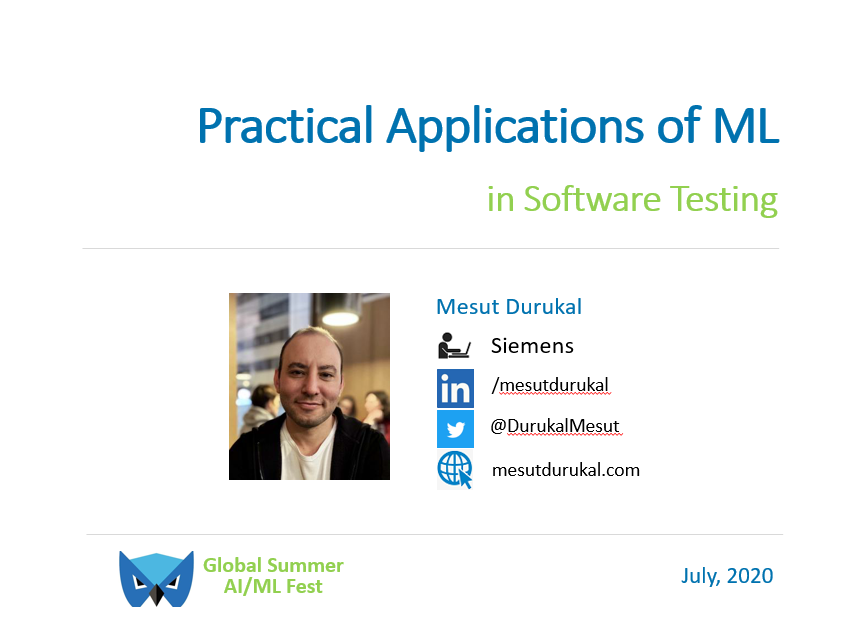 Practical Applications of ML
in Software Testing
Mesut Durukal
Siemens
in
/mesutdurukal
@DurukalMesut
mesutdurukal.com
Global Summer
AI/ML Fest
July, 2020